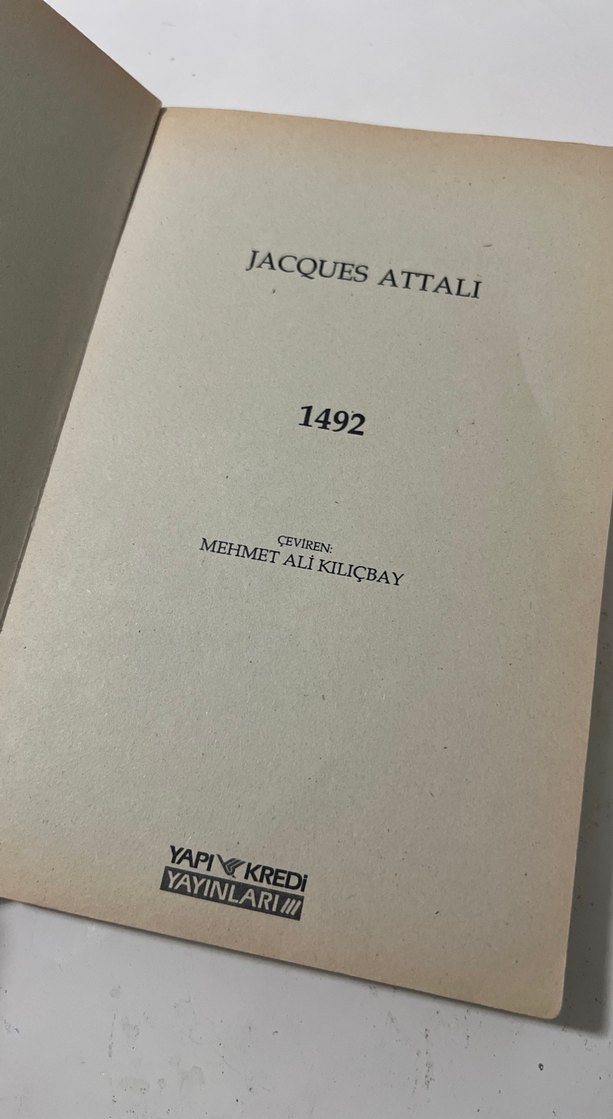 JACQUES ATTALI
1492
ÇEVİREN:
MEHMET ALİ KILIÇBAY
YAPI KREDİ
YAYINLARI